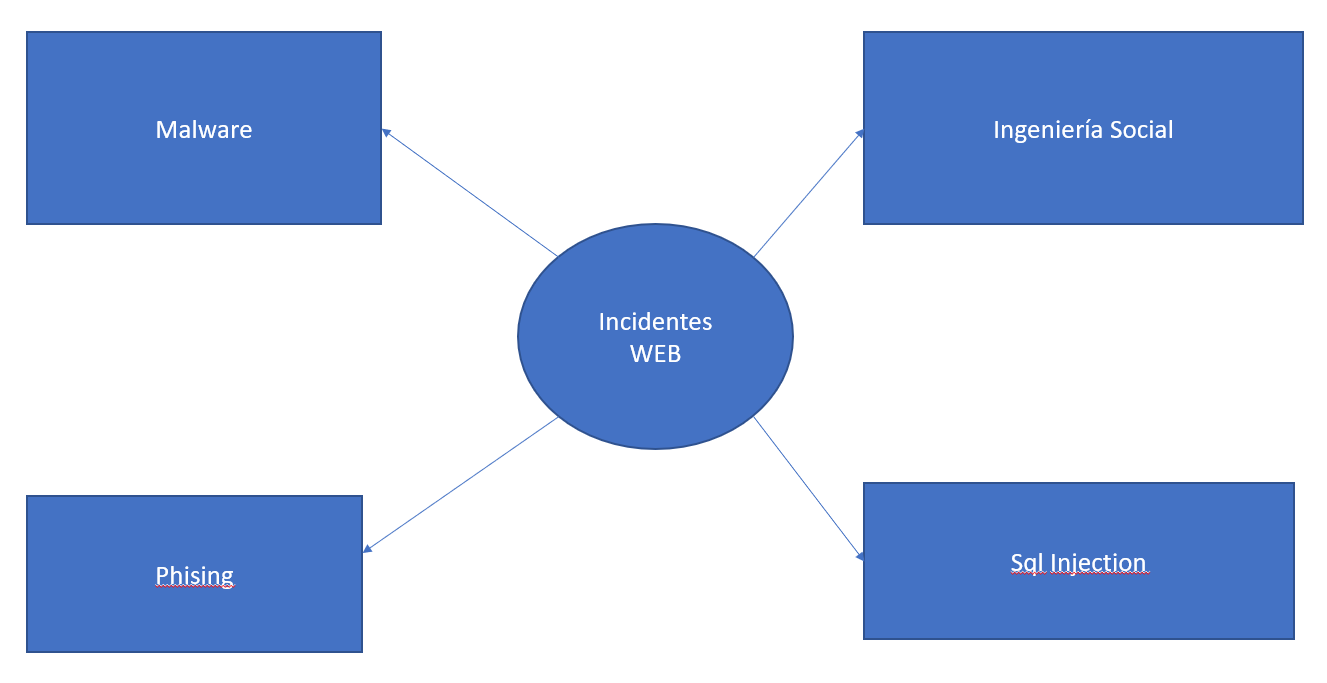 Malware
Ingeniería Social
Incidentes
WEB
Phising
Sql Injection